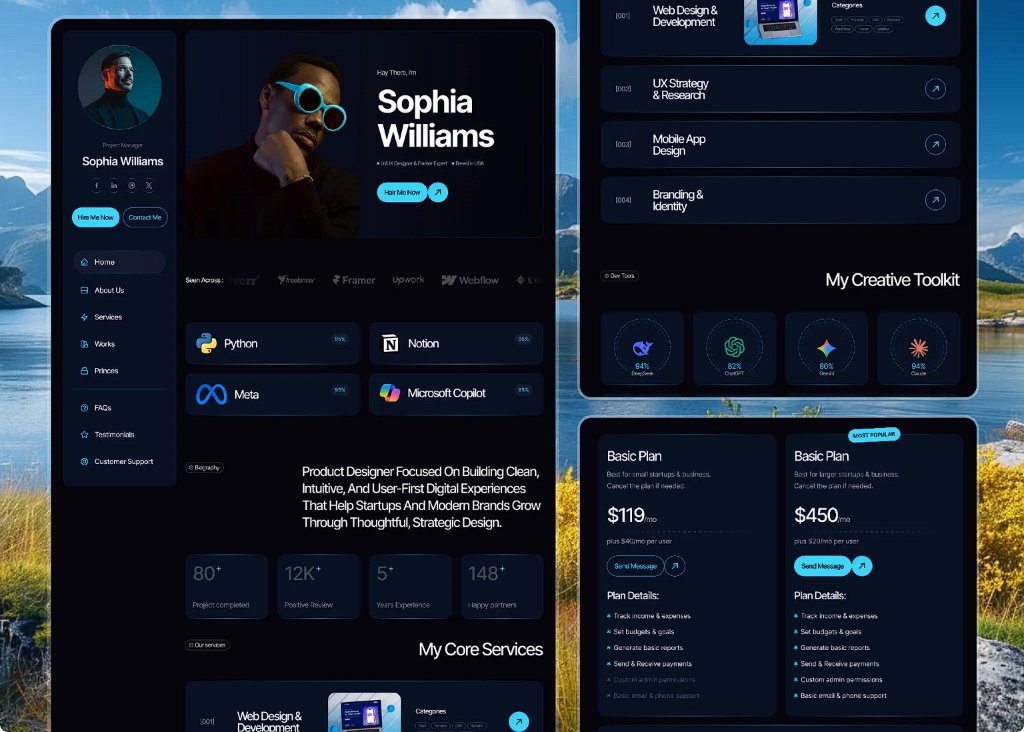 Project Manager
Sophia Williams
Hire Me Now
Contact Me
Home
About Us
Services
Works
Princes
FAQs
Testimonials
Customer Support
Hay There, I'm
Sophia
Williams
UI/UX Designer & Framer Expert
Based in USA
Hair Me Now
Seen Across :
freelancer
Framer
Upwork
Webflow
Python
95%
Notion
95%
Meta
95%
Microsoft Copilot
95%
Biography
Product Designer Focused On Building Clean,
Intuitive, And User-First Digital Experiences
That Help Startups And Modern Brands Grow
Through Thoughtful, Strategic Design.
80+
Project completed
12K+
Positive Review
5+
Years Experience
148+
Happy partners
Our services
My Core Services
[001]
Web Design &
Development
Categories
[001]
Web Design &
Development
Categories
[002]
UX Strategy
& Research
[003]
Mobile App
Design
[004]
Branding &
Identity
Dev Tools
My Creative Toolkit
94%
DeepSeek
82%
ChatGPT
80%
Gemini
94%
Claude
Basic Plan
Best for small startups & business.
Cancel the plan if needed.
$119/mo
plus $40/mo per user
Send Message
Plan Details:
Track income & expenses
Set budgets & goals
Generate basic reports
Send & Receive payments
Custom admin permissions
Basic email & phone support
MOST POPULAR
Basic Plan
Best for larger startups & business.
Cancel the plan if needed.
$450/mo
plus $20/mo per user
Send Message
Plan Details:
Track income & expenses
Set budgets & goals
Generate basic reports
Send & Receive payments
Custom admin permissions
Basic email & phone support